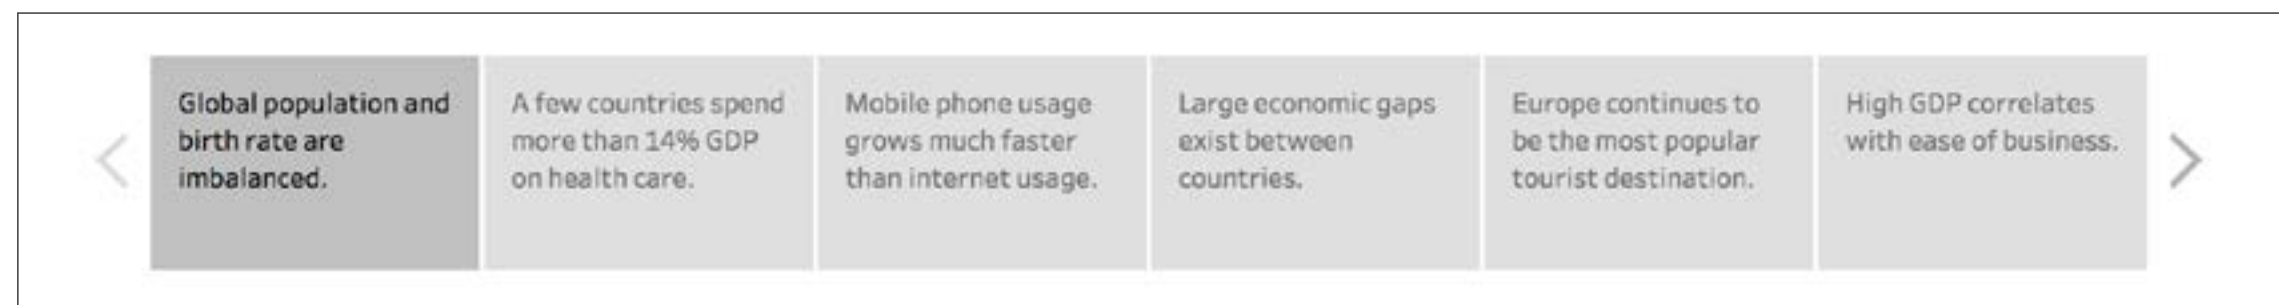 Global population and
birth rate are
imbalanced.
A few countries spend
more than 14% GDP
on health care.
Mobile phone usage
grows much faster
than internet usage.
Large economic gaps
exist between
countries.
Europe continues to
be the most popular
tourist destination.
High GDP correlates
with ease of business.